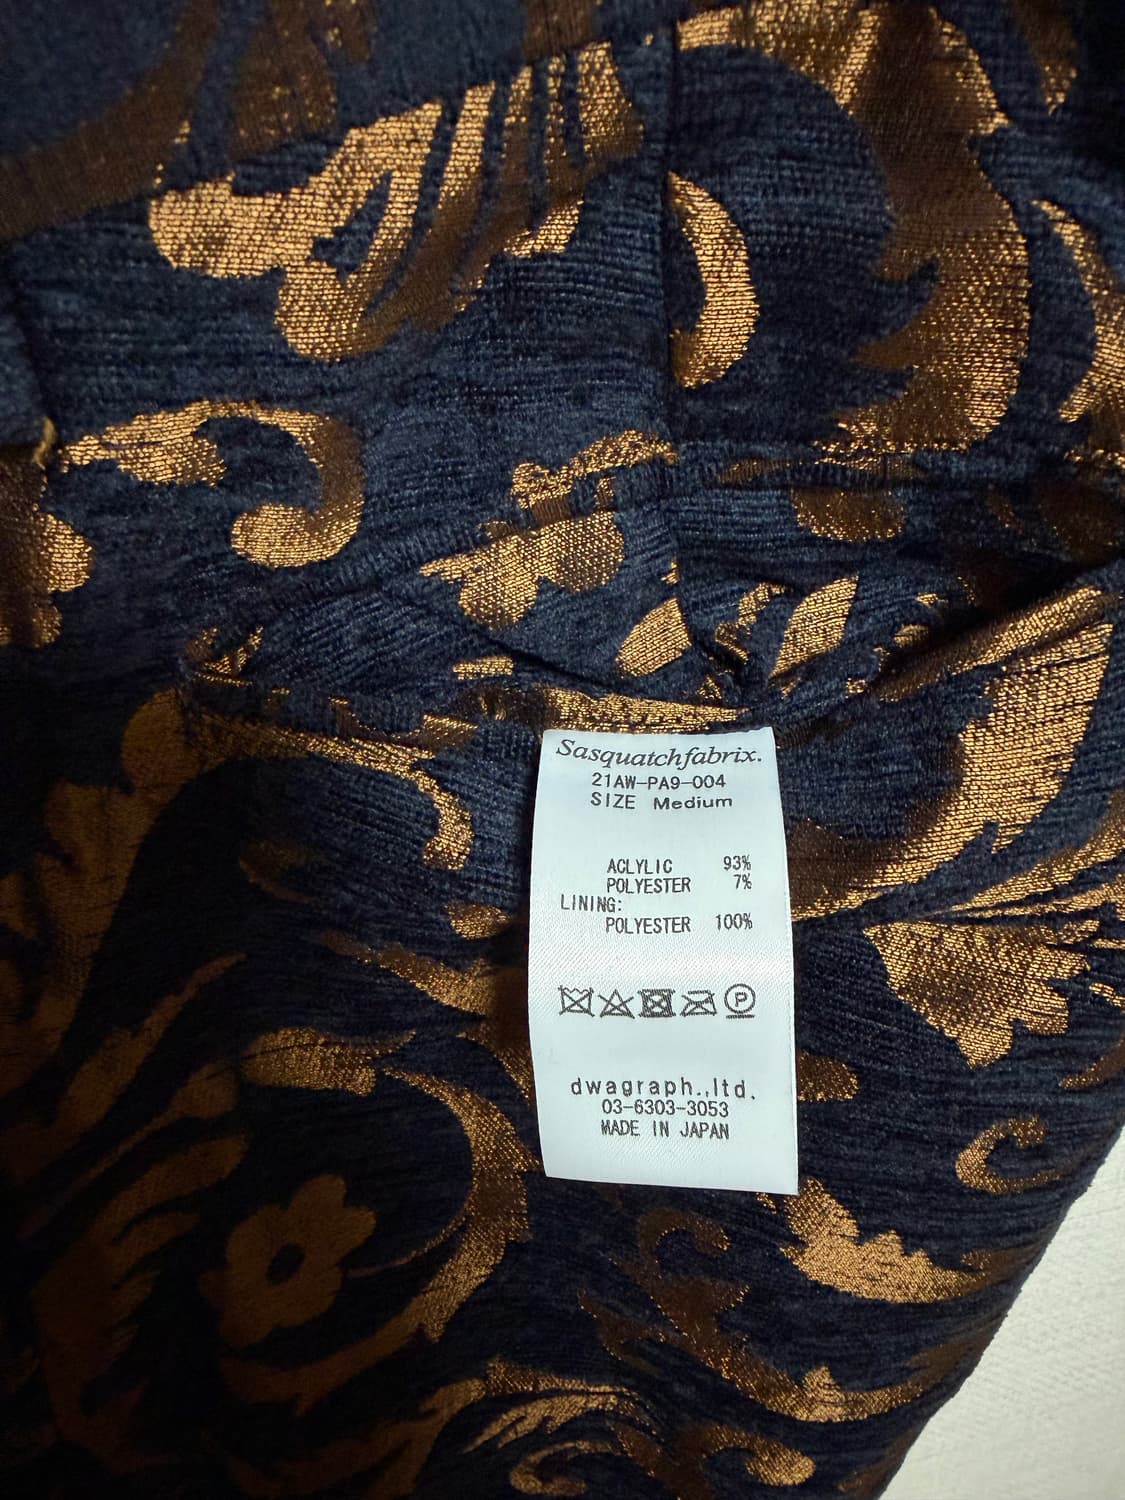 Sasquatchfabrix.
21AW-PA9-004
SIZE Medium
ACLYLIC 93%
POLYESTER 7%
LINING:
POLYESTER 100%
P
dwagraph.,ltd.
03-6303-3053
MADE IN JAPAN